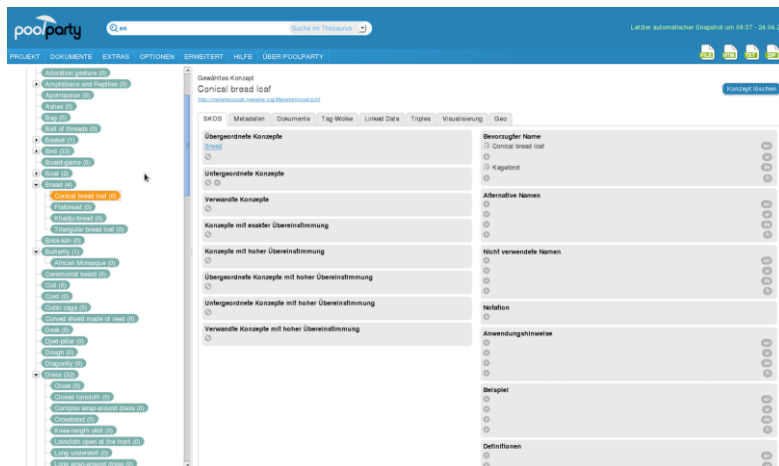 poolparty
en
Suche im Thesaurus
Letzter automatischer Snapshot um 09:37 - 24.04.
PROJEKT DOKUMENTE EXTRAS OPTIONEN ERWEITERT HILFE ÜBER POOLPARTY
Adoration gesture (0)
Amphibians and Reptiles (3)
Apotropaion (0)
Ashes (0)
Bag (0)
Ball of threads (0)
Basket (1)
Bird (33)
Board-game (0)
Boat (2)
Bread (4)
Conical bread loaf (0)
Flatbread (0)
Khadju bread (0)
Triangular bread loaf (0)
Brick-kiln (0)
Butterfly (1)
African Monarque (0)
Ceremonial beard (0)
Coil (0)
Cord (0)
Cubic cage (0)
Curved shield made of reed (0)
Desk (0)
Djed-pillar (0)
Dough (0)
Dragonfly (0)
Dress (33)
Cloak (0)
Closed loincloth (0)
Complex wrap-around dress (0)
Crossband (0)
Knee-length skirt (0)
Loincloth open at the front (0)
Long underskirt (0)
Long wrap-around dress (0)
Gewähltes Konzept
Conical bread loaf
Konzept löschen
SKOS Metadaten Dokumente Tag-Wolke Linked Data Triples Visualisierung Geo
Übergeordnete Konzepte
Bread
Untergeordnete Konzepte
Verwandte Konzepte
Konzepte mit exakter Übereinstimmung
Konzepte mit hoher Übereinstimmung
Übergeordnete Konzepte mit hoher Übereinstimmung
Untergeordnete Konzepte mit hoher Übereinstimmung
Verwandte Konzepte mit hoher Übereinstimmung
Bevorzugter Name
Conical bread loaf
Kegelbrot
Alternative Namen
Nicht verwendete Namen
Notation
Anwendungshinweise
Beispiel
Definitionen